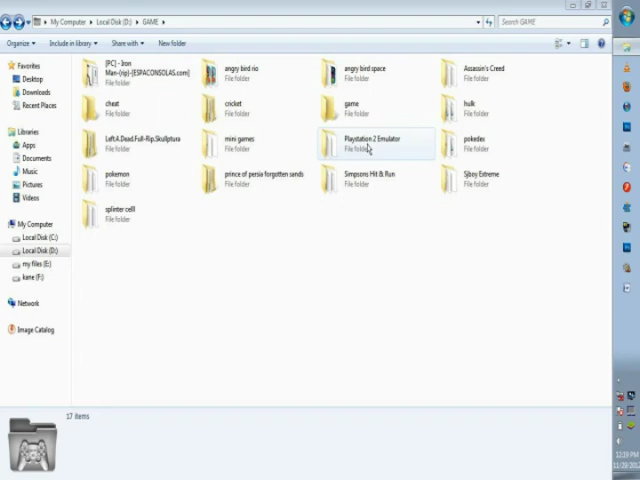 My Computer ▸ Local Disk (D:) ▸ GAME ▸
Search GAME
Organize Include in library Share with New folder
Favorites
Desktop
Downloads
Recent Places
Libraries
Apps
Documents
Music
Pictures
Videos
My Computer
Local Disk (C:)
Local Disk (D:)
my files (E:)
kane (F:)
Network
Image Catalog
[PC] - Iron
Man-(rip)-[ESPACONSOLAS.com]
File folder
angry bird rio
File folder
angry bird space
File folder
Assassin's Creed
File folder
cheat
File folder
cricket
File folder
game
File folder
hulk
File folder
Left.4.Dead.Full-Rip.Skullptura
File folder
mini games
File folder
Playstation 2 Emulator
File folder
pokedex
File folder
pokemon
File folder
prince of persia forgotten sands
File folder
Simpsons Hit & Run
File folder
Sjboy Extreme
File folder
splinter cell
File folder
17 items